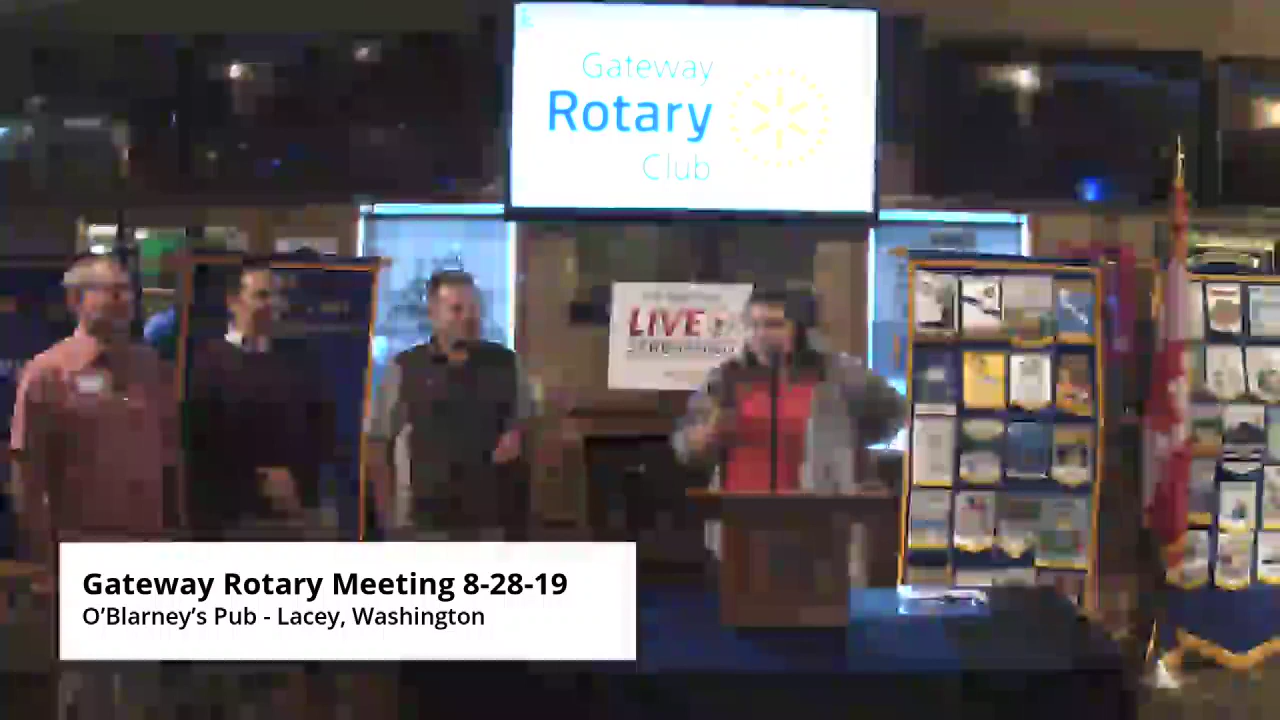 Gateway
Rotary
Club
LIVE
Gateway Rotary Meeting 8-28-19
O’Blarney’s Pub - Lacey, Washington